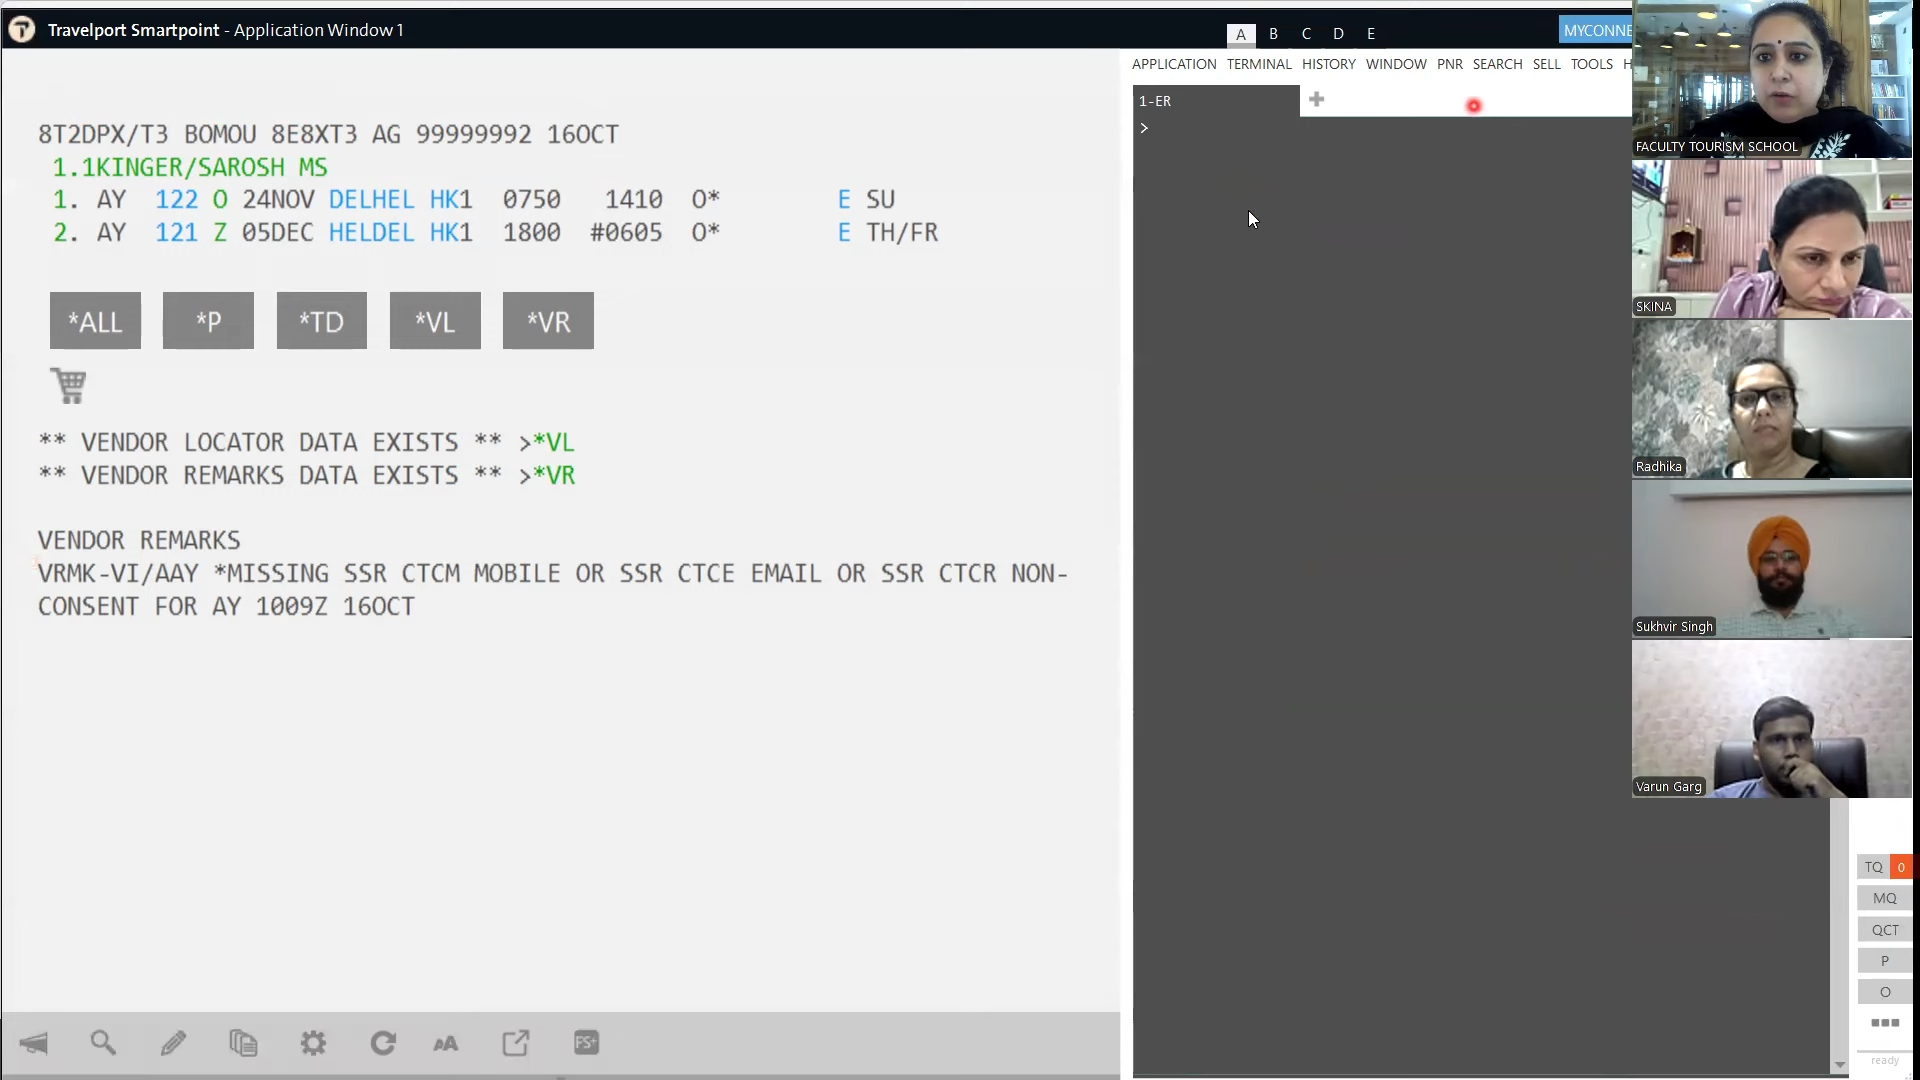 Travelport Smartpoint - Application Window 1
A B C D E
MYCONNE
APPLICATION TERMINAL HISTORY WINDOW PNR SEARCH SELL TOOLS H
8T2DPX/T3 BOMOU 8E8XT3 AG 99999992 16OCT
1.1KINGER/SAROSH MS
1. AY 122 O 24NOV DELHEL HK1 0750 1410 O* E SU
2. AY 121 Z 05DEC HELDEL HK1 1800 #0605 O* E TH/FR
*ALL *P *TD *VL *VR
** VENDOR LOCATOR DATA EXISTS ** >*VL
** VENDOR REMARKS DATA EXISTS ** >*VR
VENDOR REMARKS
VRMK-VI/AAY *MISSING SSR CTCM MOBILE OR SSR CTCE EMAIL OR SSR CTCR NON-
CONSENT FOR AY 1009Z 16OCT
FS+
1-ER
>
FACULTY TOURISM SCHOOL
SKINA
Radhika
Sukhvir Singh
Varun Garg
TQ 0
MQ
QCT
P
O
ready